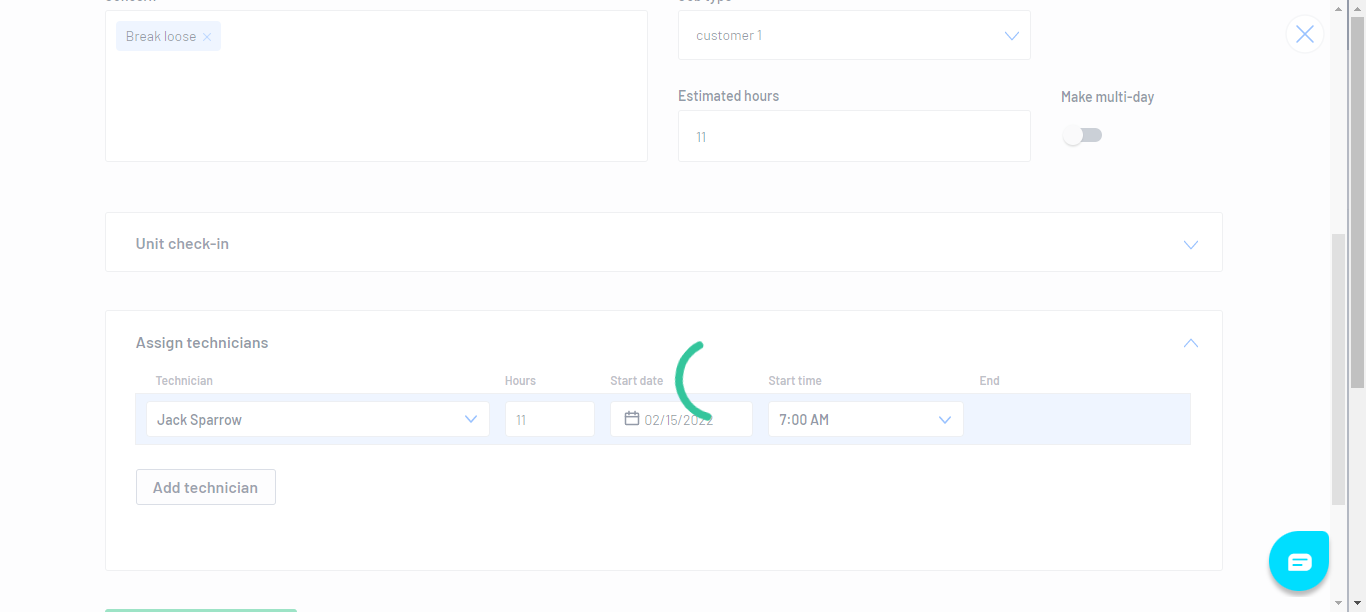 Break loose
customer 1
Estimated hours
Make multi-day
11
Unit check-in
Assign technicians
Technician Hours Start date Start time End
Jack Sparrow 11 02/15/2022 7:00 AM
Add technician